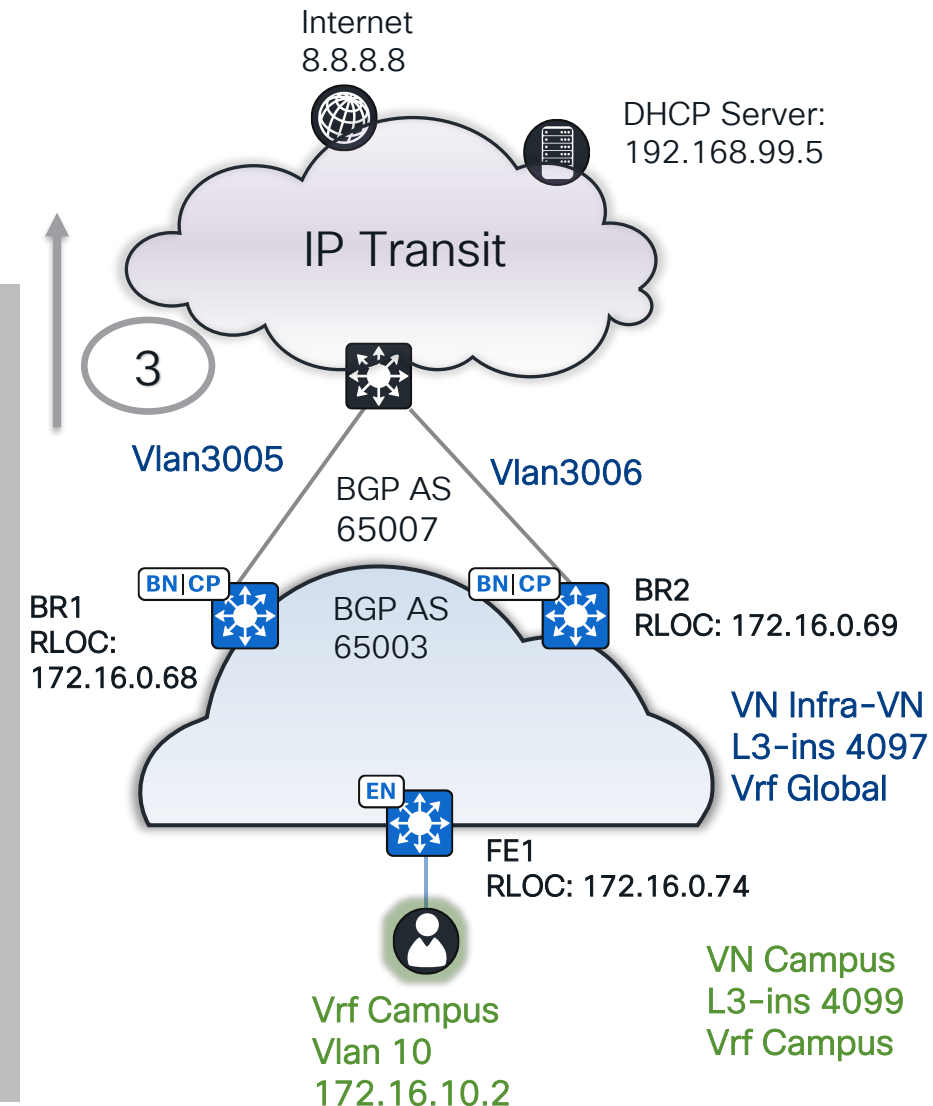 Internet
8.8.8.8
DHCP Server:
192.168.99.5
IP Transit
3
Vlan3005
Vlan3006
BGP AS
65007
BN|CP
BN|CP
BR1
RLOC:
172.16.0.68
BGP AS
65003
BR2
RLOC: 172.16.0.69
VN Infra-VN
L3-ins 4097
Vrf Global
EN
FE1
RLOC: 172.16.0.74
Vrf Campus
Vlan 10
172.16.10.2
VN Campus
L3-ins 4099
Vrf Campus